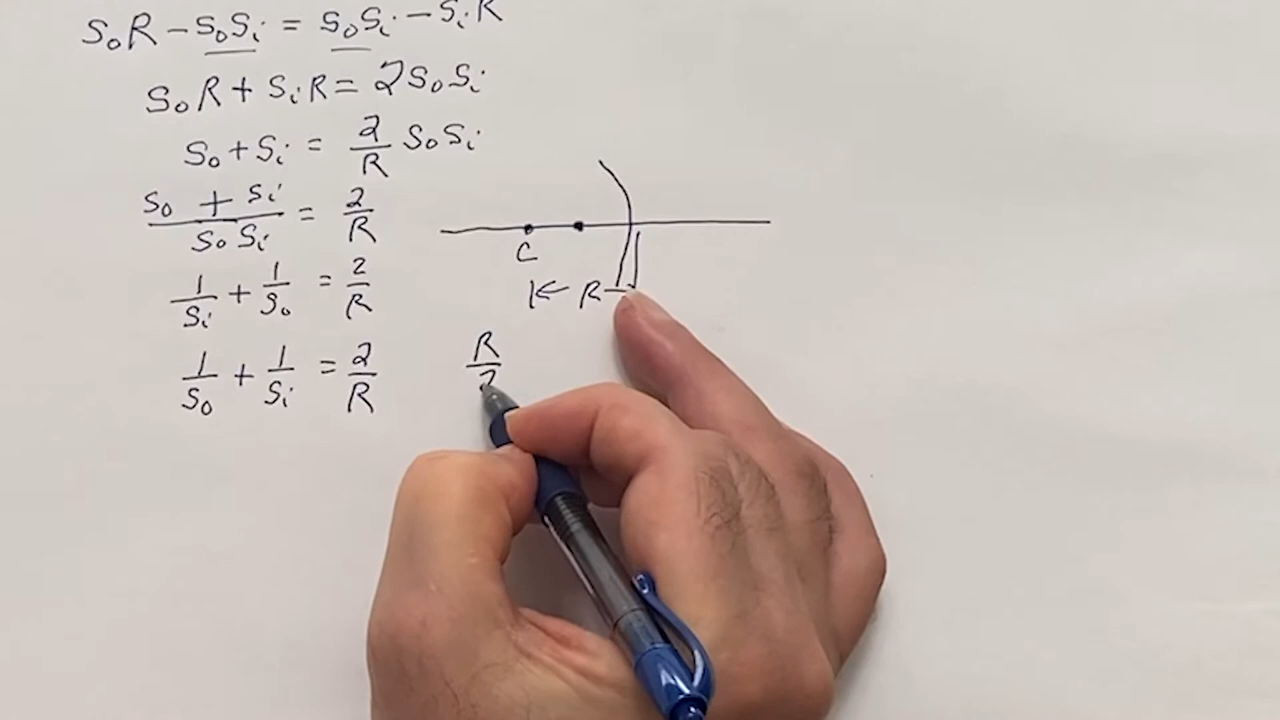 SoR - SoSi = SoSi - SiR
SoR + SiR = 2SoSi
So + Si = 2/R SoSi
So + Si / SoSi = 2/R
1/Si + 1/So = 2/R
1/So + 1/Si = 2/R
C
R
R/2